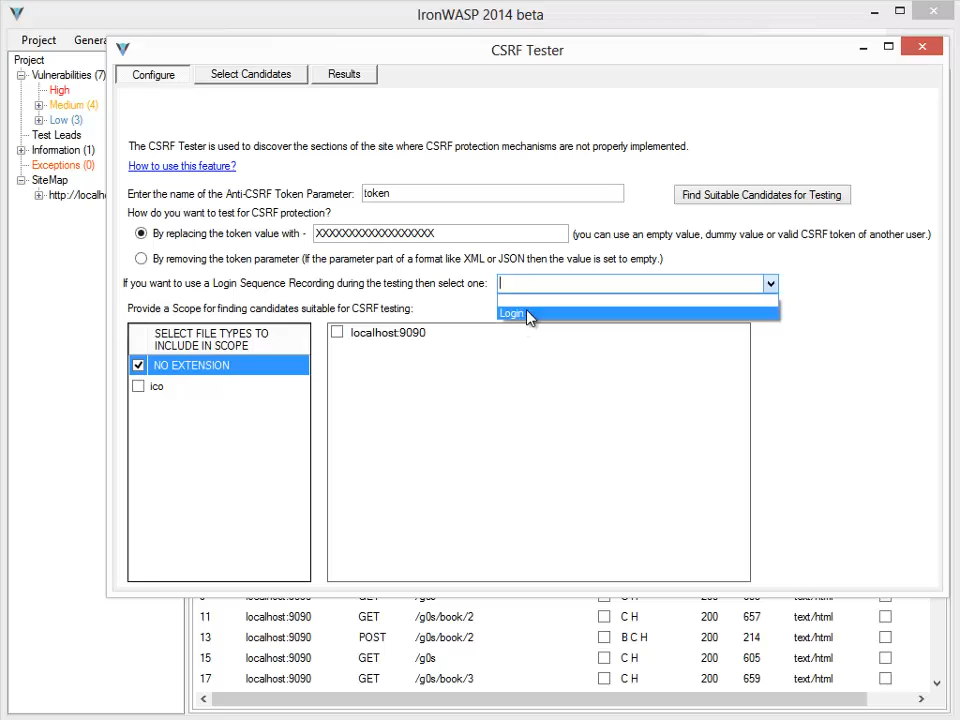 IronWASP 2014 beta
Project
CSRF Tester
Configure
Select Candidates
Results
Project
Vulnerabilities (7)
High
Medium (4)
Low (3)
Test Leads
Information (1)
Exceptions (0)
SiteMap
The CSRF Tester is used to discover the sections of the site where CSRF protection mechanisms are not properly implemented.
How to use this feature?
Enter the name of the Anti-CSRF Token Parameter:
token
Find Suitable Candidates for Testing
How do you want to test for CSRF protection?
By replacing the token value with -
XXXXXXXXXXXXXXXXXX
(you can use an empty value, dummy value or valid CSRF token of another user.)
By removing the token parameter (If the parameter part of a format like XML or JSON then the value is set to empty.)
If you want to use a Login Sequence Recording during the testing then select one:
Login
Provide a Scope for finding candidates suitable for CSRF testing:
SELECT FILE TYPES TO
INCLUDE IN SCOPE
NO EXTENSION
ico
localhost:9090
11 localhost:9090 GET /g0s/book/2 C H 200 657 text/html
13 localhost:9090 POST /g0s/book/2 B C H 200 214 text/html
15 localhost:9090 GET /g0s C H 200 605 text/html
17 localhost:9090 GET /g0s/book/3 C H 200 659 text/html